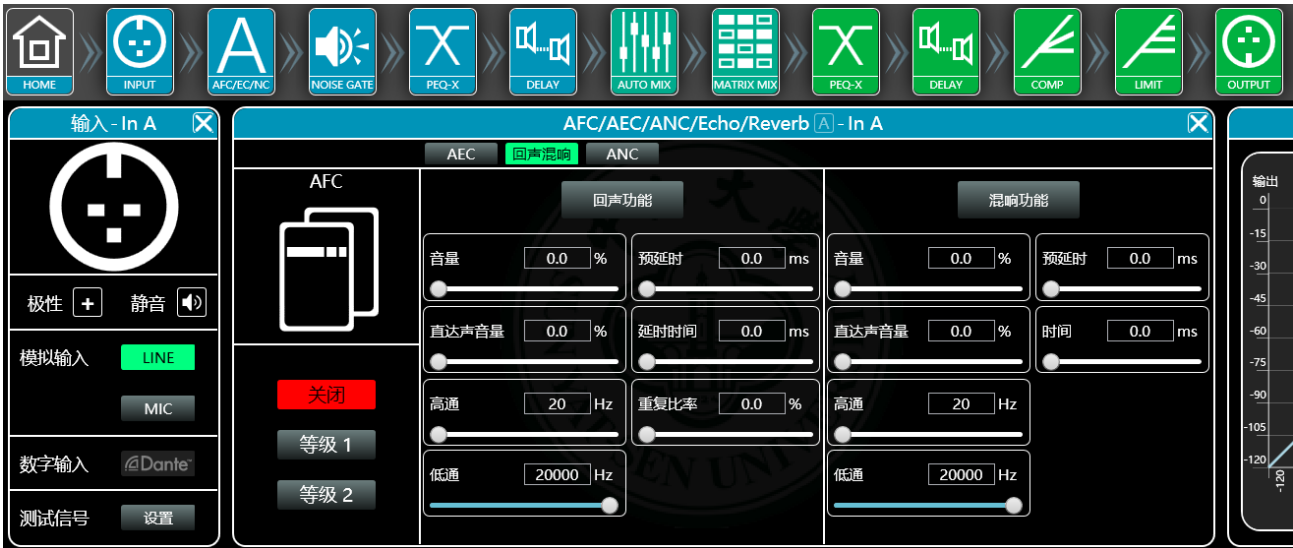 HOME
INPUT
AFC/EC/NC
NOISE GATE
PEQ-X
DELAY
AUTO MIX
MATRIX MIX
PEQ-X
DELAY
COMP
LIMIT
OUTPUT
输入 - In A
极性 +
静音
模拟输入 LINE
MIC
数字输入 Dante
测试信号 设置
AFC/AEC/ANC/Echo/Reverb A - In A
AEC 回声混响 ANC
AFC
关闭
等级 1
等级 2
回声功能
音量 0.0 %
预延时 0.0 ms
直达声音量 0.0 %
延时时间 0.0 ms
高通 20 Hz
重复比率 0.0 %
低通 20000 Hz
混响功能
音量 0.0 %
预延时 0.0 ms
直达声音量 0.0 %
时间 0.0 ms
高通 20 Hz
低通 20000 Hz
输出
0
-15
-30
-45
-60
-75
-90
-105
-120
-120